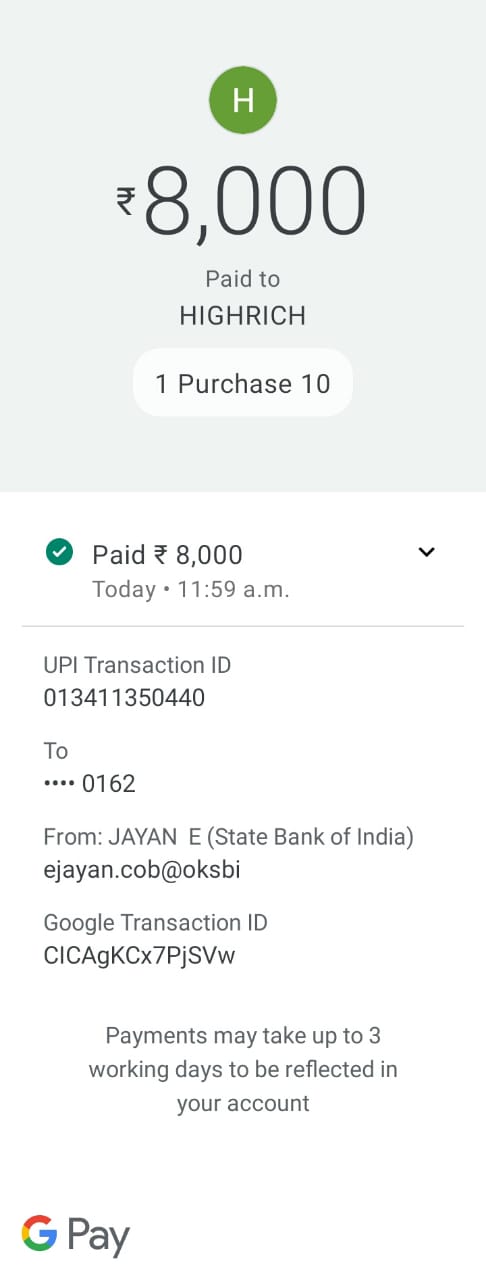 H
₹8,000
Paid to
HIGHRICH
1 Purchase 10
Paid ₹ 8,000
Today • 11:59 a.m.
UPI Transaction ID
013411350440
To
•••• 0162
From: JAYAN E (State Bank of India)
ejayan.cob@oksbi
Google Transaction ID
CICAgKCx7PjSVw
Payments may take up to 3
working days to be reflected in
your account
G Pay